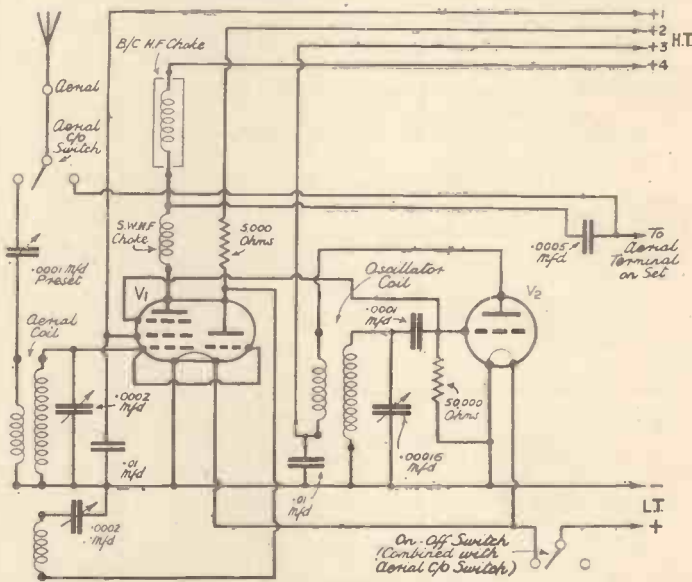 +1
+2
H.T.
+3
+4
B/C H.F Choke
Aerial
Aerial
C/O
Switch
S.W.H.F
Choke
5,000
Ohms
.0005
mfd
To
Aerial
Terminal
on Set
.0001 mfd
Preset
V1
Oscillator
Coil
V2
.0001
mfd
Aerial
Coil
.0002
mfd
50,000
Ohms
.00016
mfd
.01
mfd
.01
mfd
-
L.T.
+
.0002
mfd
On-Off Switch
(Combined with
Aerial C/O Switch)